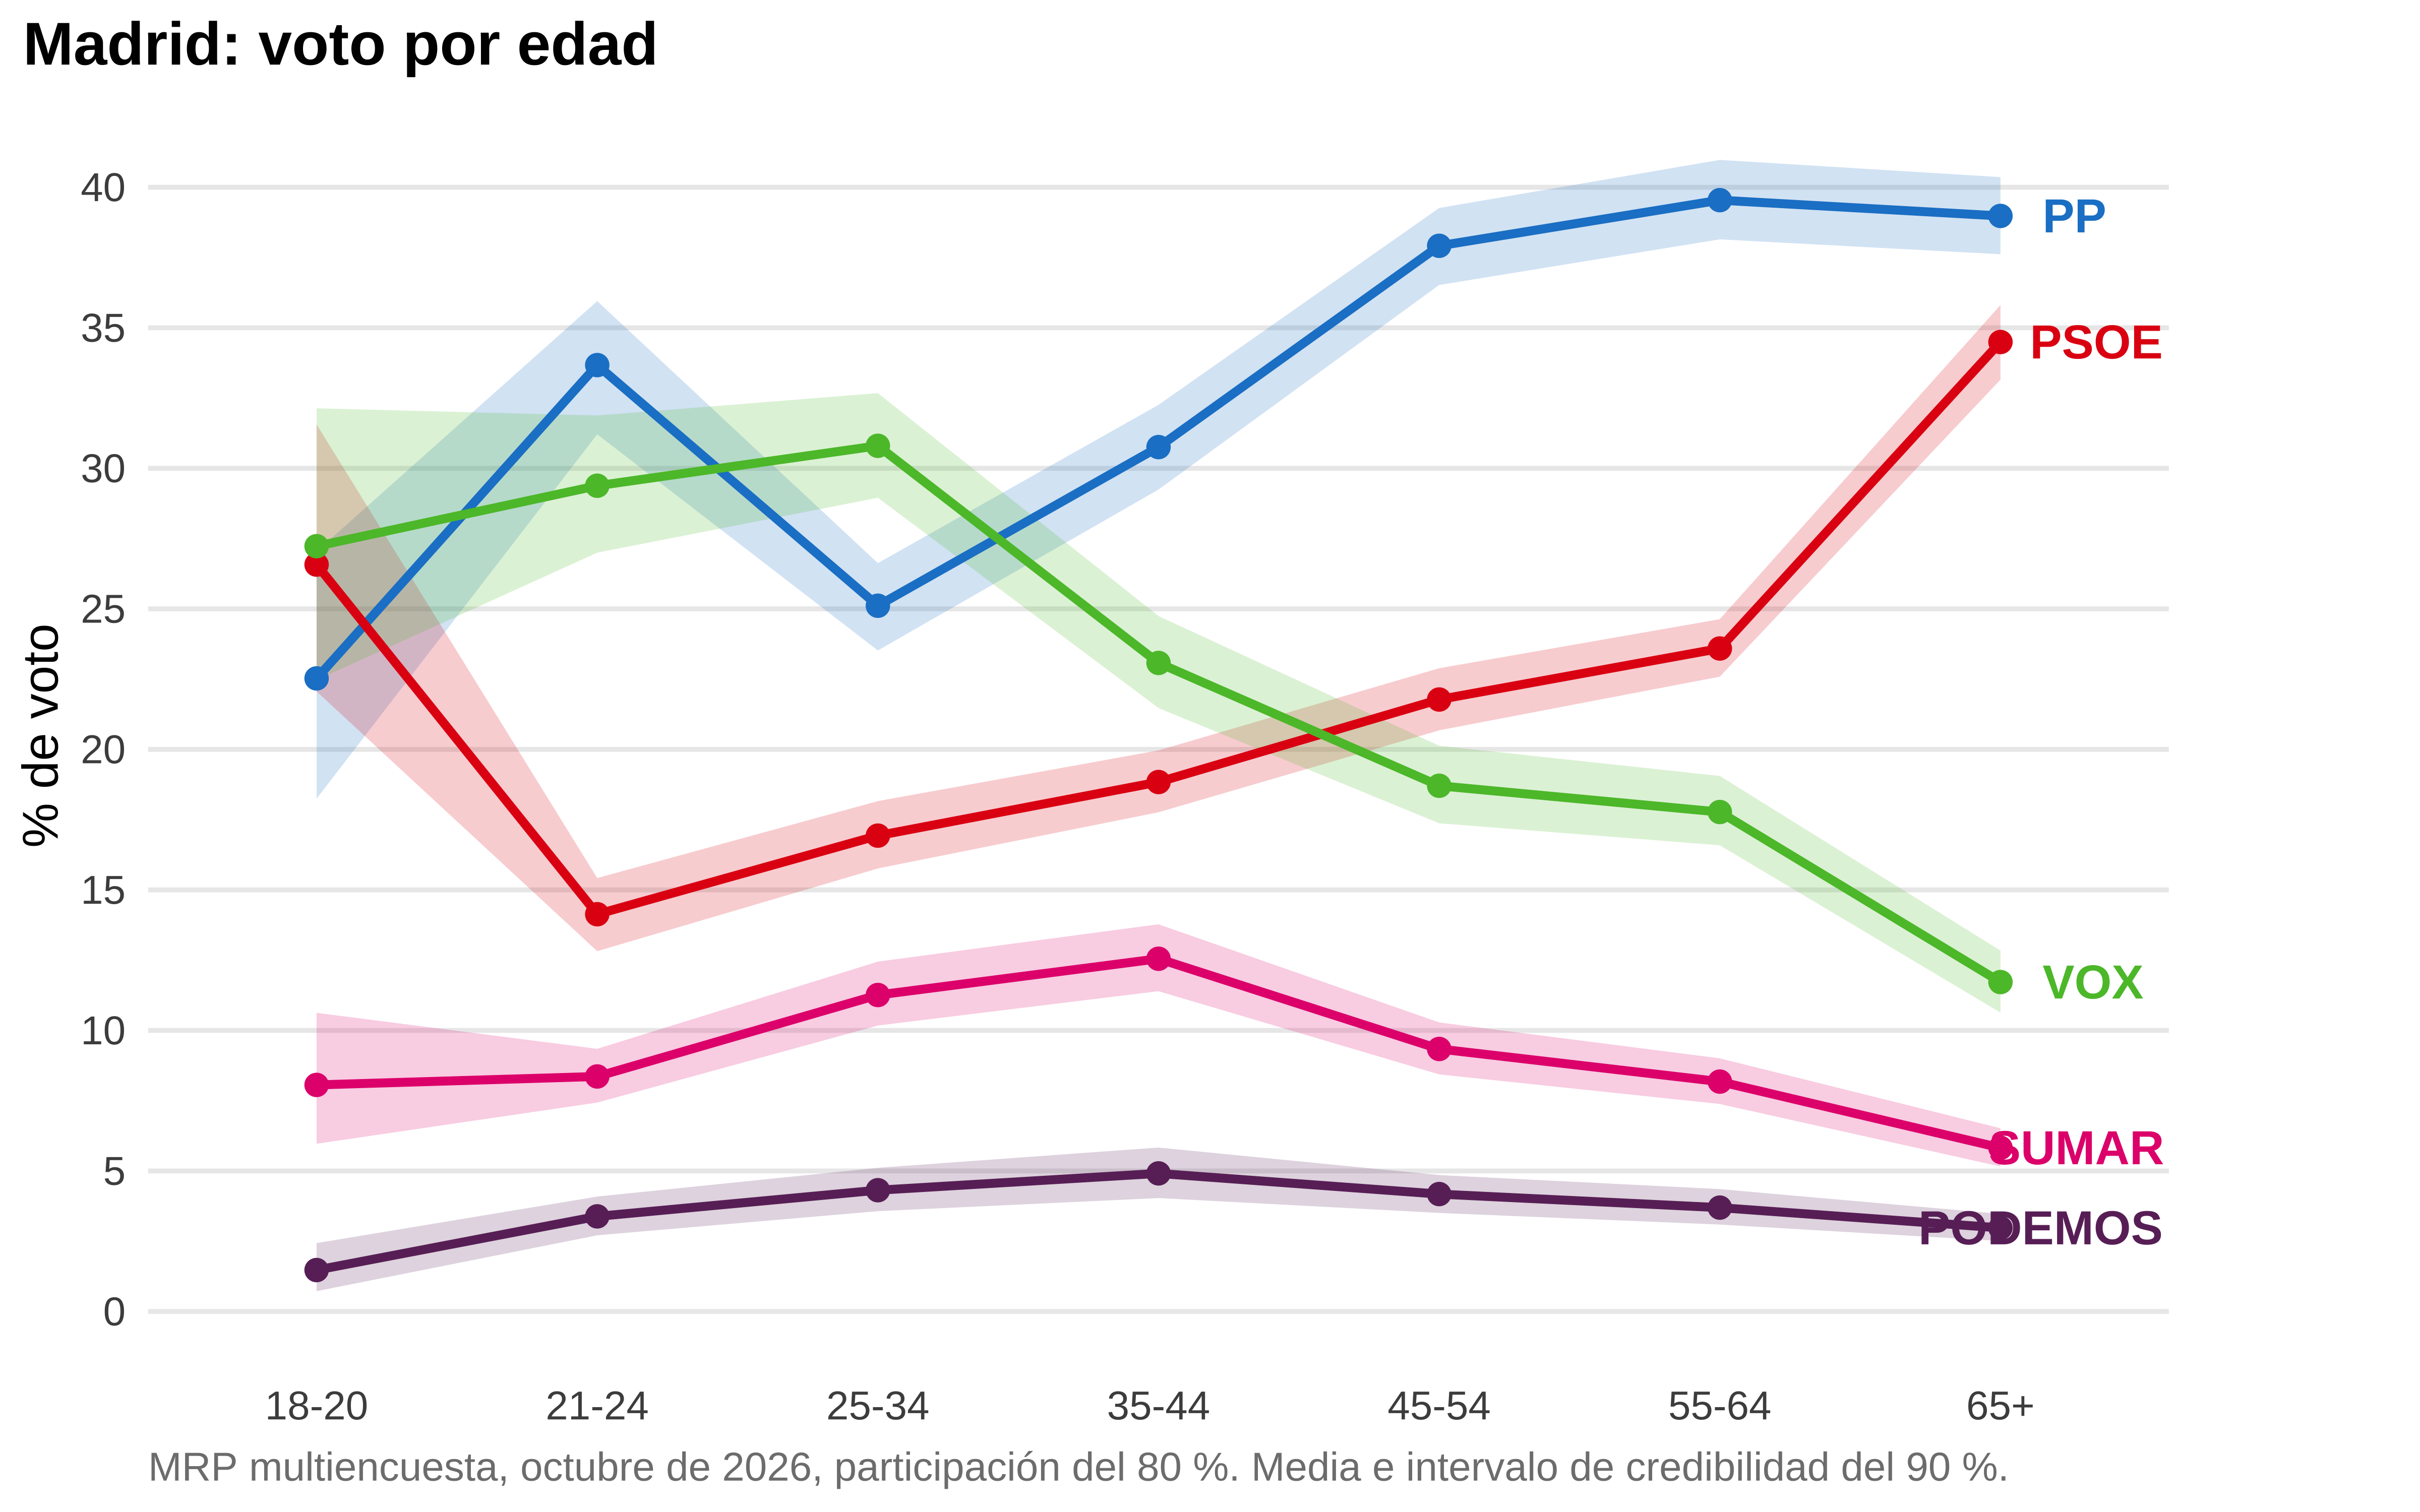 Madrid: voto por edad
% de voto
40
35
30
25
20
15
10
5
0
PP
PSOE
VOX
SUMAR
PODEMOS
18-20 21-24 25-34 35-44 45-54 55-64 65+
MRP multiencuesta, octubre de 2026, participación del 80 %. Media e intervalo de credibilidad del 90 %.